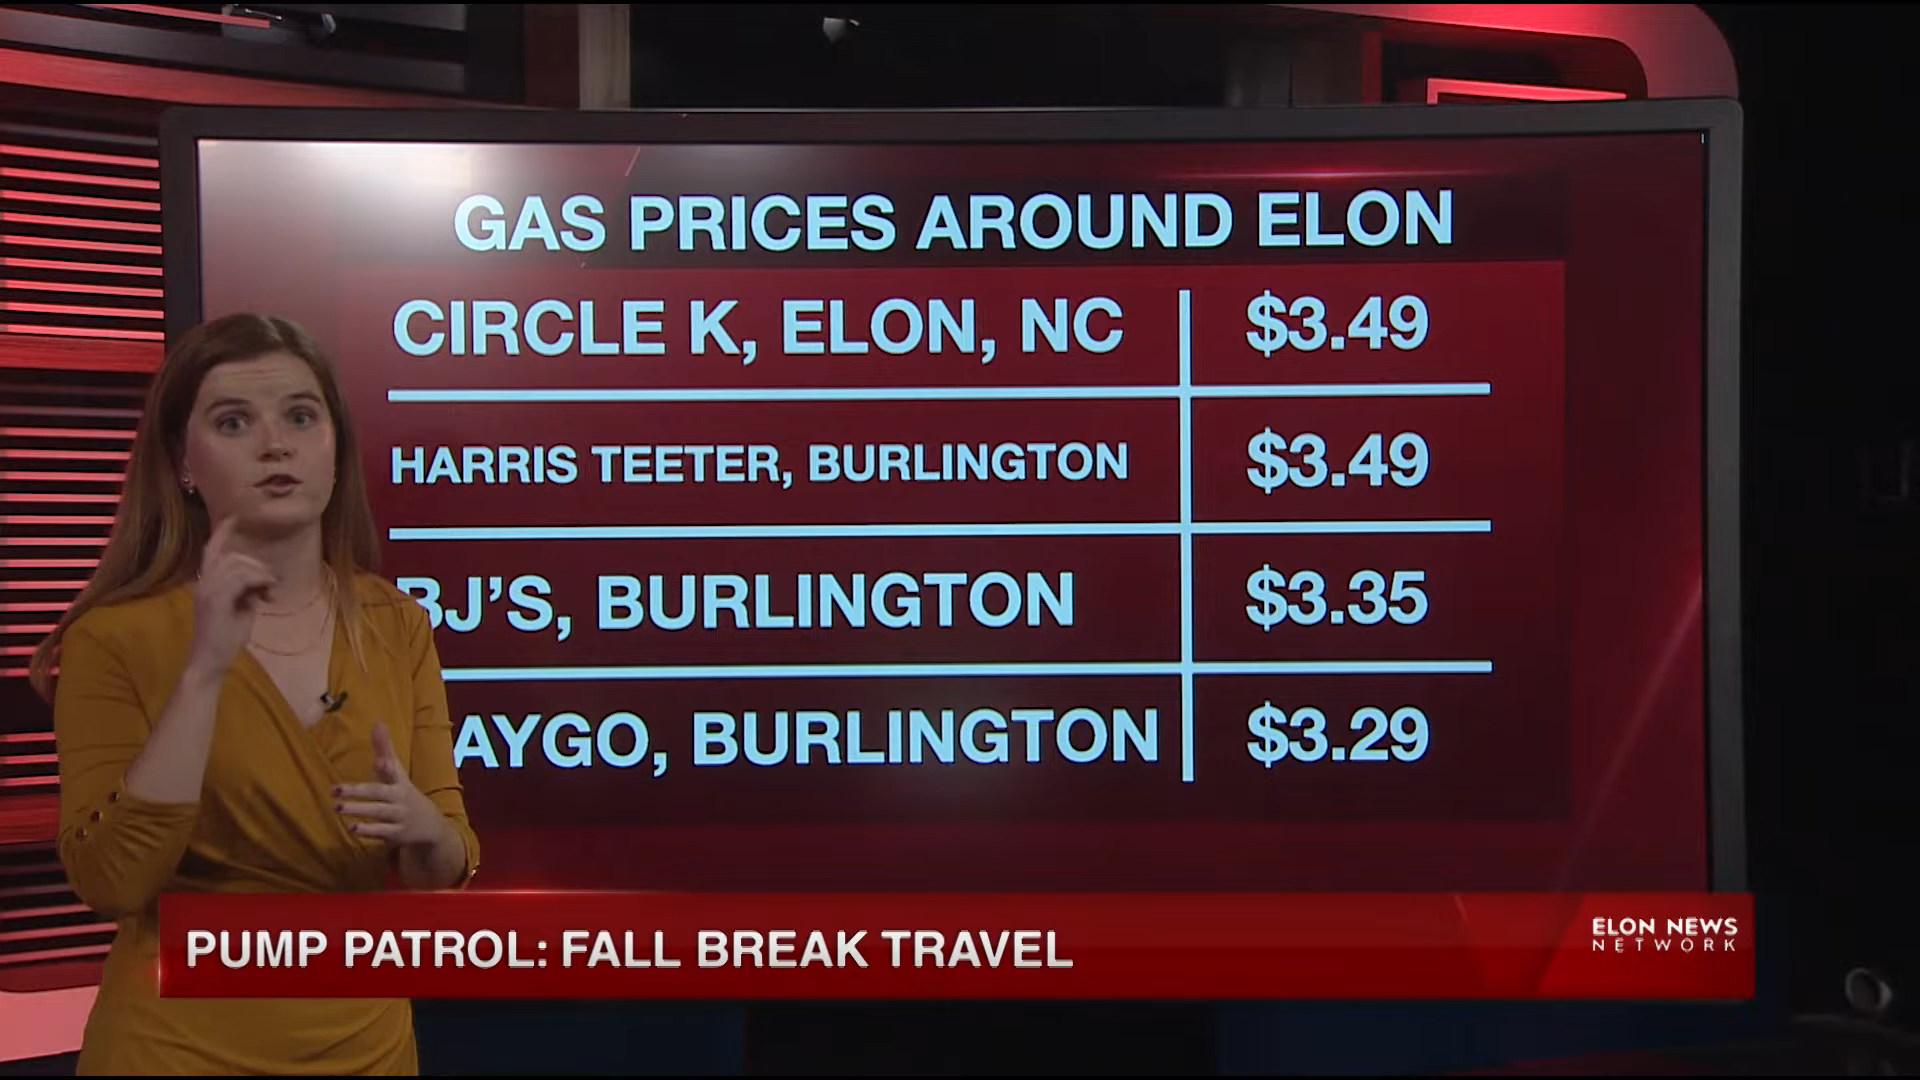 GAS PRICES AROUND ELON
CIRCLE K, ELON, NC $3.49
HARRIS TEETER, BURLINGTON $3.49
BJ'S, BURLINGTON $3.35
BURLINGTON $3.29
PUMP PATROL: FALL BREAK TRAVEL
ELON NEWS
NETWORK